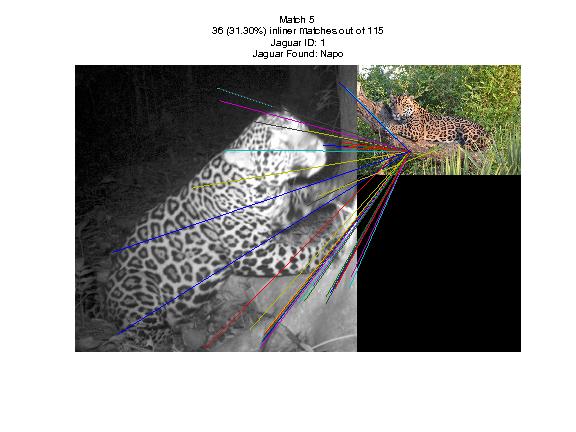 Match 5
36 (31.30%) inliner matches out of 115
Jaguar ID: 1
Jaguar Found: Napo